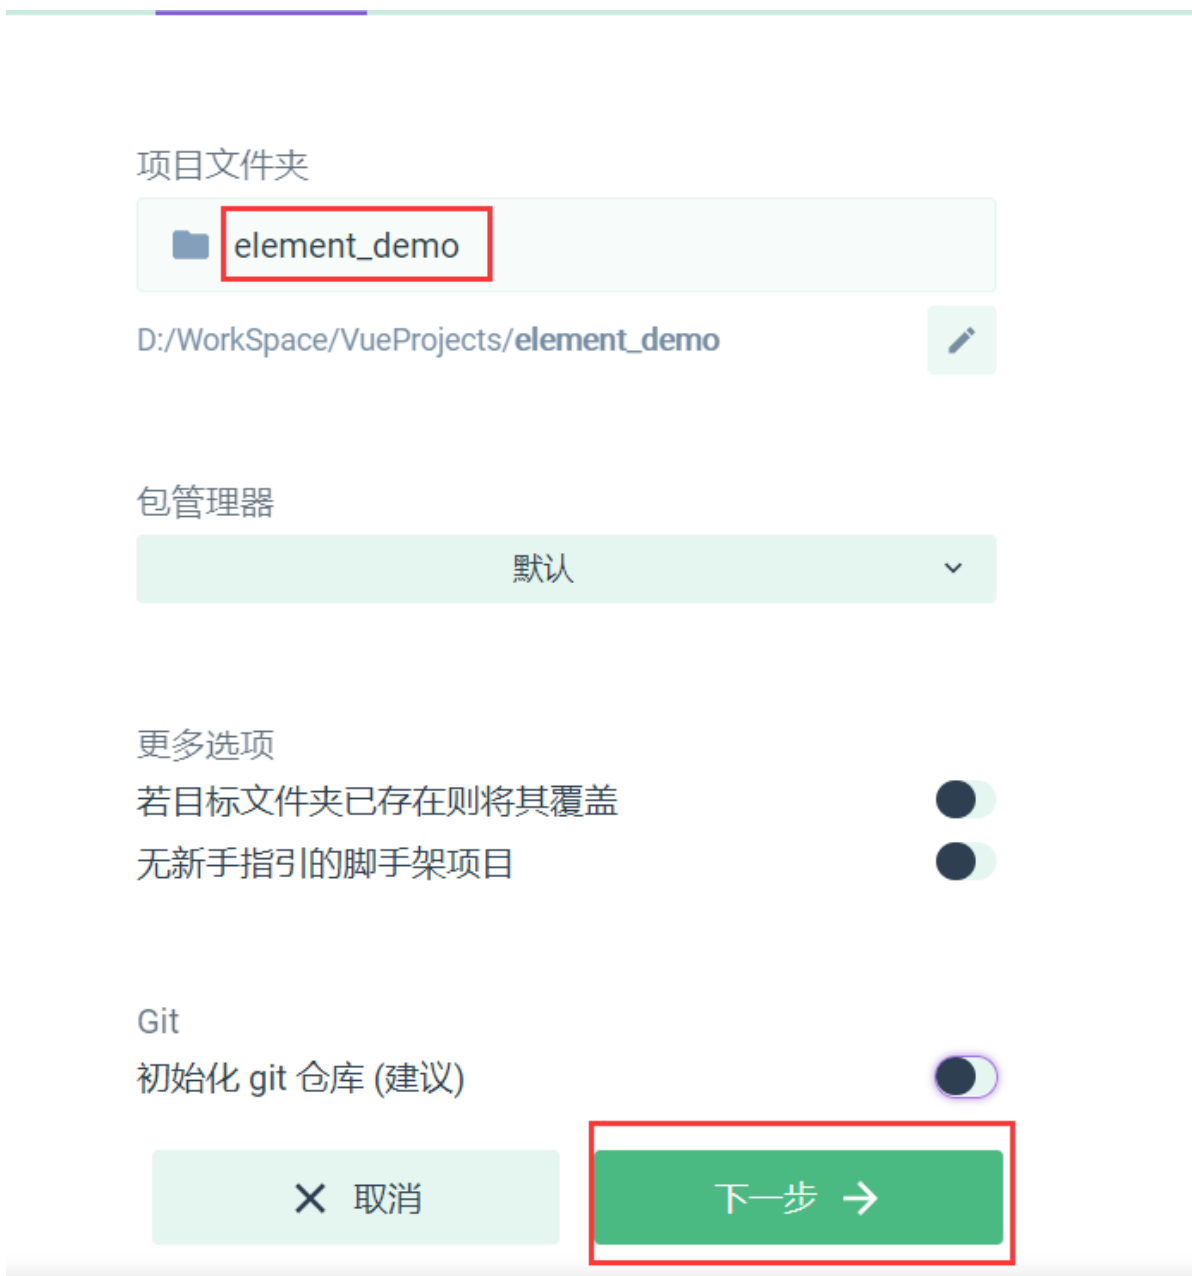 项目文件夹
element_demo
D:/WorkSpace/VueProjects/element_demo
包管理器
默认
更多选项
若目标文件夹已存在则将其覆盖
无新手指引的脚手架项目
Git
初始化 git 仓库 (建议)
取消
下一步